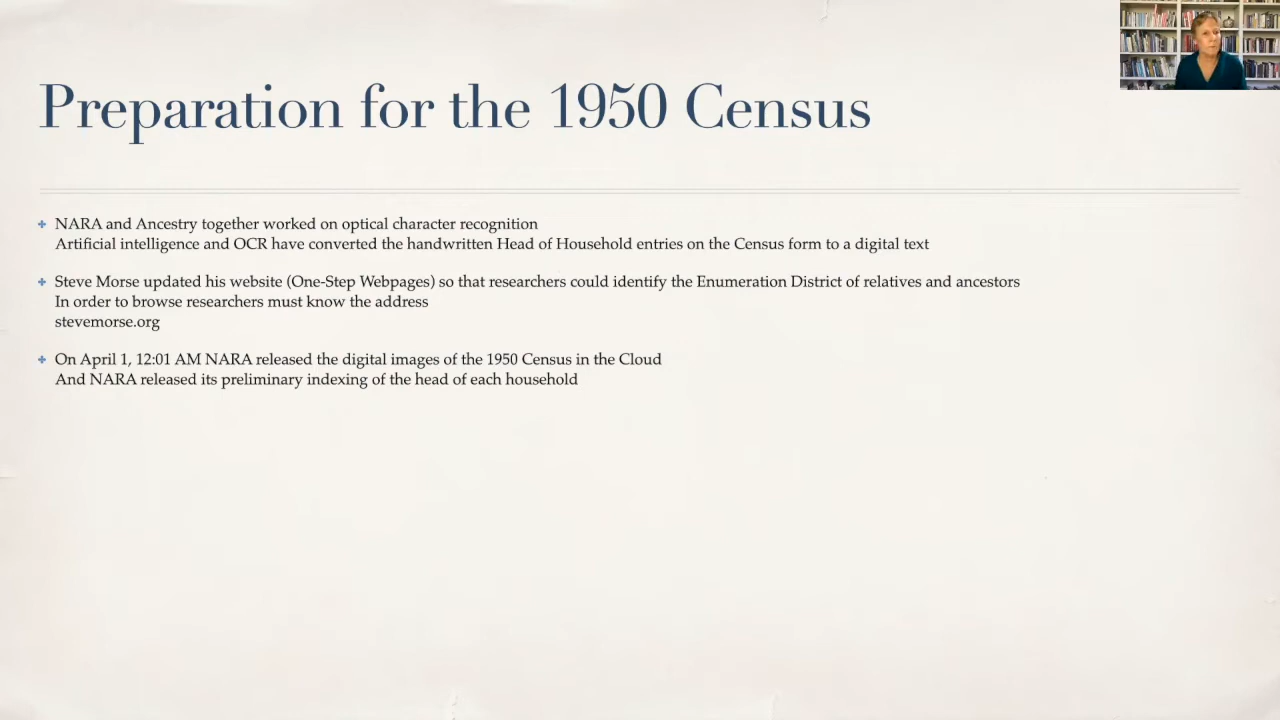 Preparation for the 1950 Census
NARA and Ancestry together worked on optical character recognition
Artificial intelligence and OCR have converted the handwritten Head of Household entries on the Census form to a digital text
Steve Morse updated his website (One-Step Webpages) so that researchers could identify the Enumeration District of relatives and ancestors
In order to browse researchers must know the address
stevemorse.org
On April 1, 12:01 AM NARA released the digital images of the 1950 Census in the Cloud
And NARA released its preliminary indexing of the head of each household